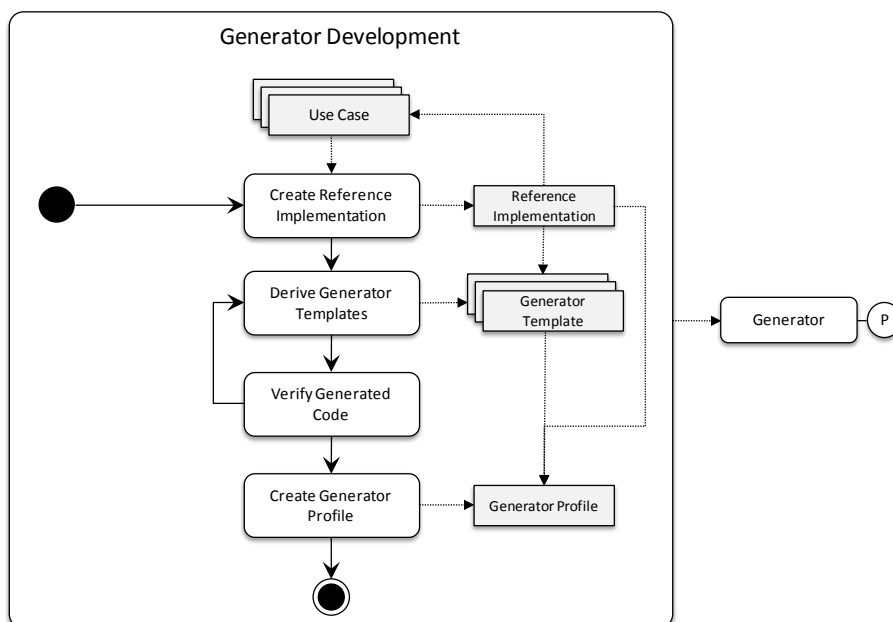 Generator Development
Use Case
Create Reference
Implementation
Reference
Implementation
Derive Generator
Templates
Generator
Template
Generator
P
Verify Generated
Code
Create Generator
Profile
Generator Profile